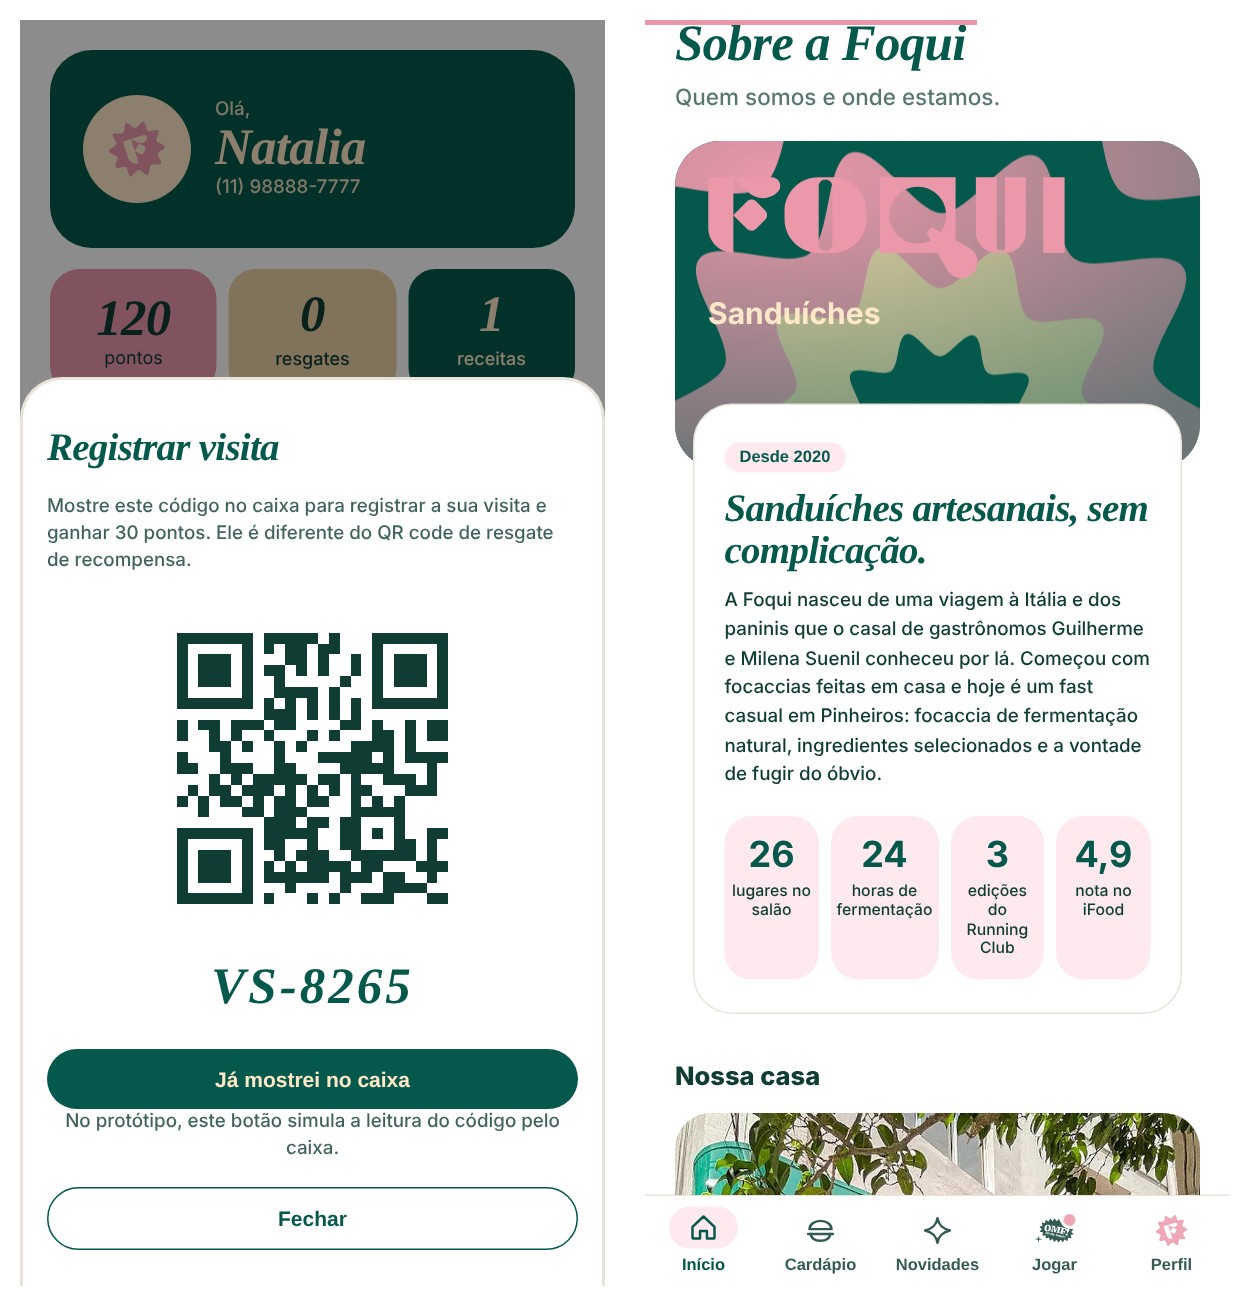 Olá,
Natalia
(11) 98888-7777
120
pontos
0
resgates
1
receitas
Registrar visita
Mostre este código no caixa para registrar a sua visita e
ganhar 30 pontos. Ele é diferente do QR code de resgate
de recompensa.
VS-8265
Já mostrei no caixa
No protótipo, este botão simula a leitura do código pelo
caixa.
Fechar
Sobre a Foqui
Quem somos e onde estamos.
FOQUI
Sanduíches
Desde 2020
Sanduíches artesanais, sem
complicação.
A Foqui nasceu de uma viagem à Itália e dos
paninis que o casal de gastrônomos Guilherme
e Milena Suenil conheceu por lá. Começou com
focaccias feitas em casa e hoje é um fast
casual em Pinheiros: focaccia de fermentação
natural, ingredientes selecionados e a vontade
de fugir do óbvio.
26
lugares no
salão
24
horas de
fermentação
3
edições
do
Running
Club
4,9
nota no
iFood
Nossa casa
Início
Cardápio
Novidades
Jogar
Perfil